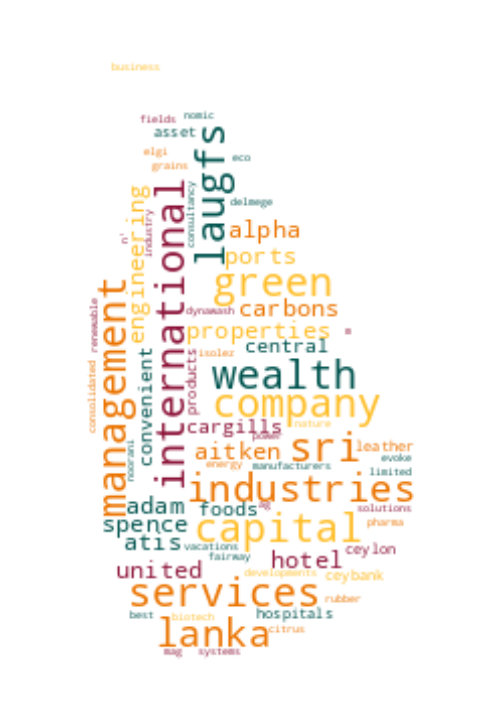 business
fields
nomic
asset
laugfs
elgi
eco
grains
international
consultancy
engineering
delmege
industry
alpha
n'
ports
green
management
renewable
dynawash
carbons
properties
central
convenient
isolez
products
wealth
consolidated
company
cargills
nature
power
noorani
aitken
sri
leather
energy
manufacturers
evoke
limited
industries
adam
foods
ag
solutions
spence
capital
pharma
atis
vacations
fairway
hotel
ceylon
united
developments
ceybank
services
rubber
best
biotech
hospitals
lanka
citrus
mag
systems